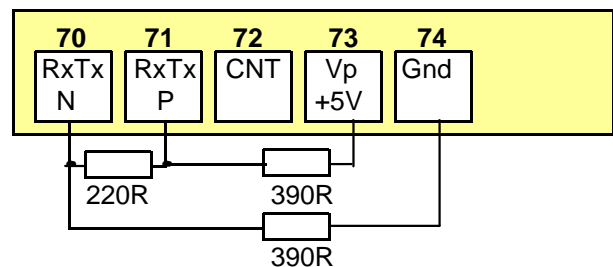 70 71 72 73 74
RxTx RxTx CNT Vp Gnd
N P +5V
220R 390R
390R